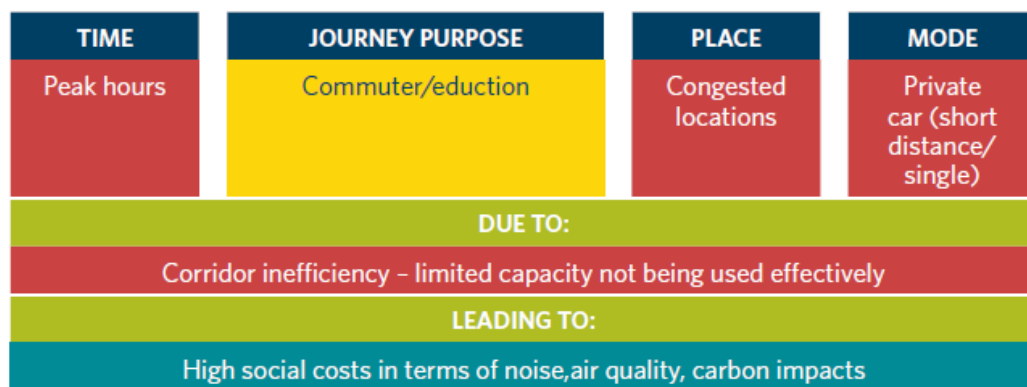 TIME
Peak hours
JOURNEY PURPOSE
Commuter/eduction
PLACE
Congested
locations
MODE
Private
car (short
distance/
single)
DUE TO:
Corridor inefficiency – limited capacity not being used effectively
LEADING TO:
High social costs in terms of noise,air quality, carbon impacts